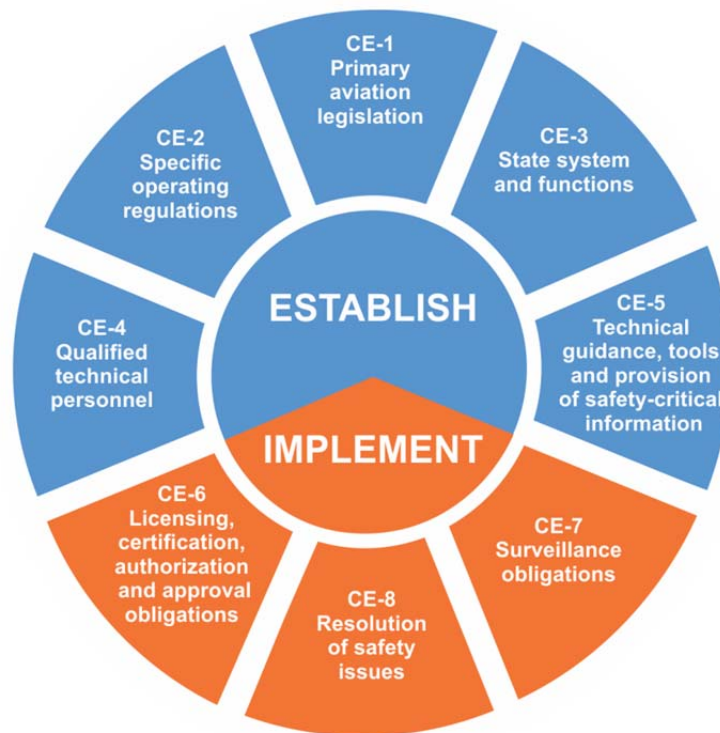 CE-1
Primary
aviation
legislation
CE-2
Specific
operating
regulations
CE-3
State system
and functions
CE-4
Qualified
technical
personnel
ESTABLISH
CE-5
Technical
guidance, tools
and provision
of safety-critical
information
IMPLEMENT
CE-6
Licensing,
certification,
authorization
and approval
obligations
CE-7
Surveillance
obligations
CE-8
Resolution
of safety
issues